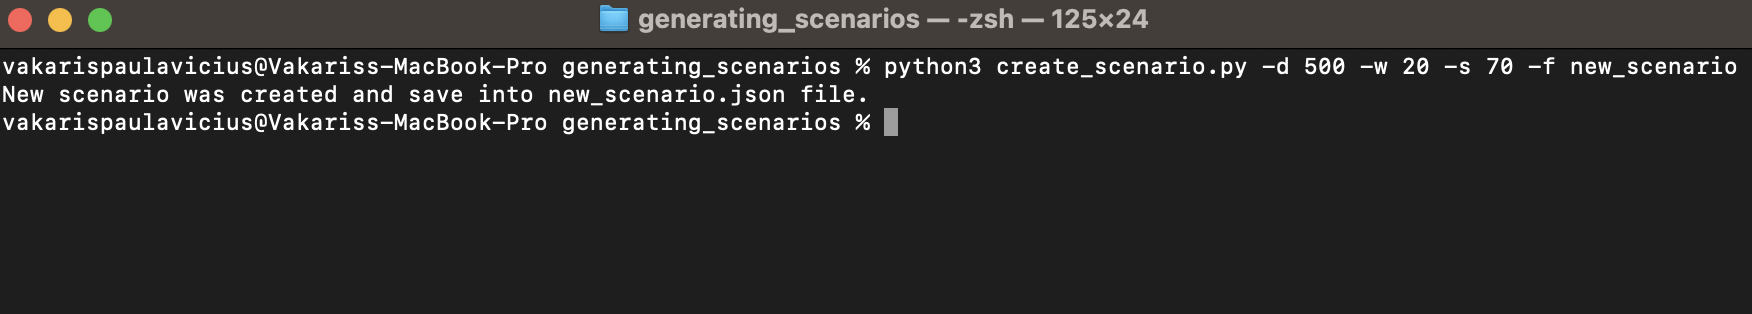 generating_scenarios — -zsh — 125×24
vakarispaulavicius@Vakariss-MacBook-Pro generating_scenarios % python3 create_scenario.py -d 500 -w 20 -s 70 -f new_scenario
New scenario was created and save into new_scenario.json file.
vakarispaulavicius@Vakariss-MacBook-Pro generating_scenarios %